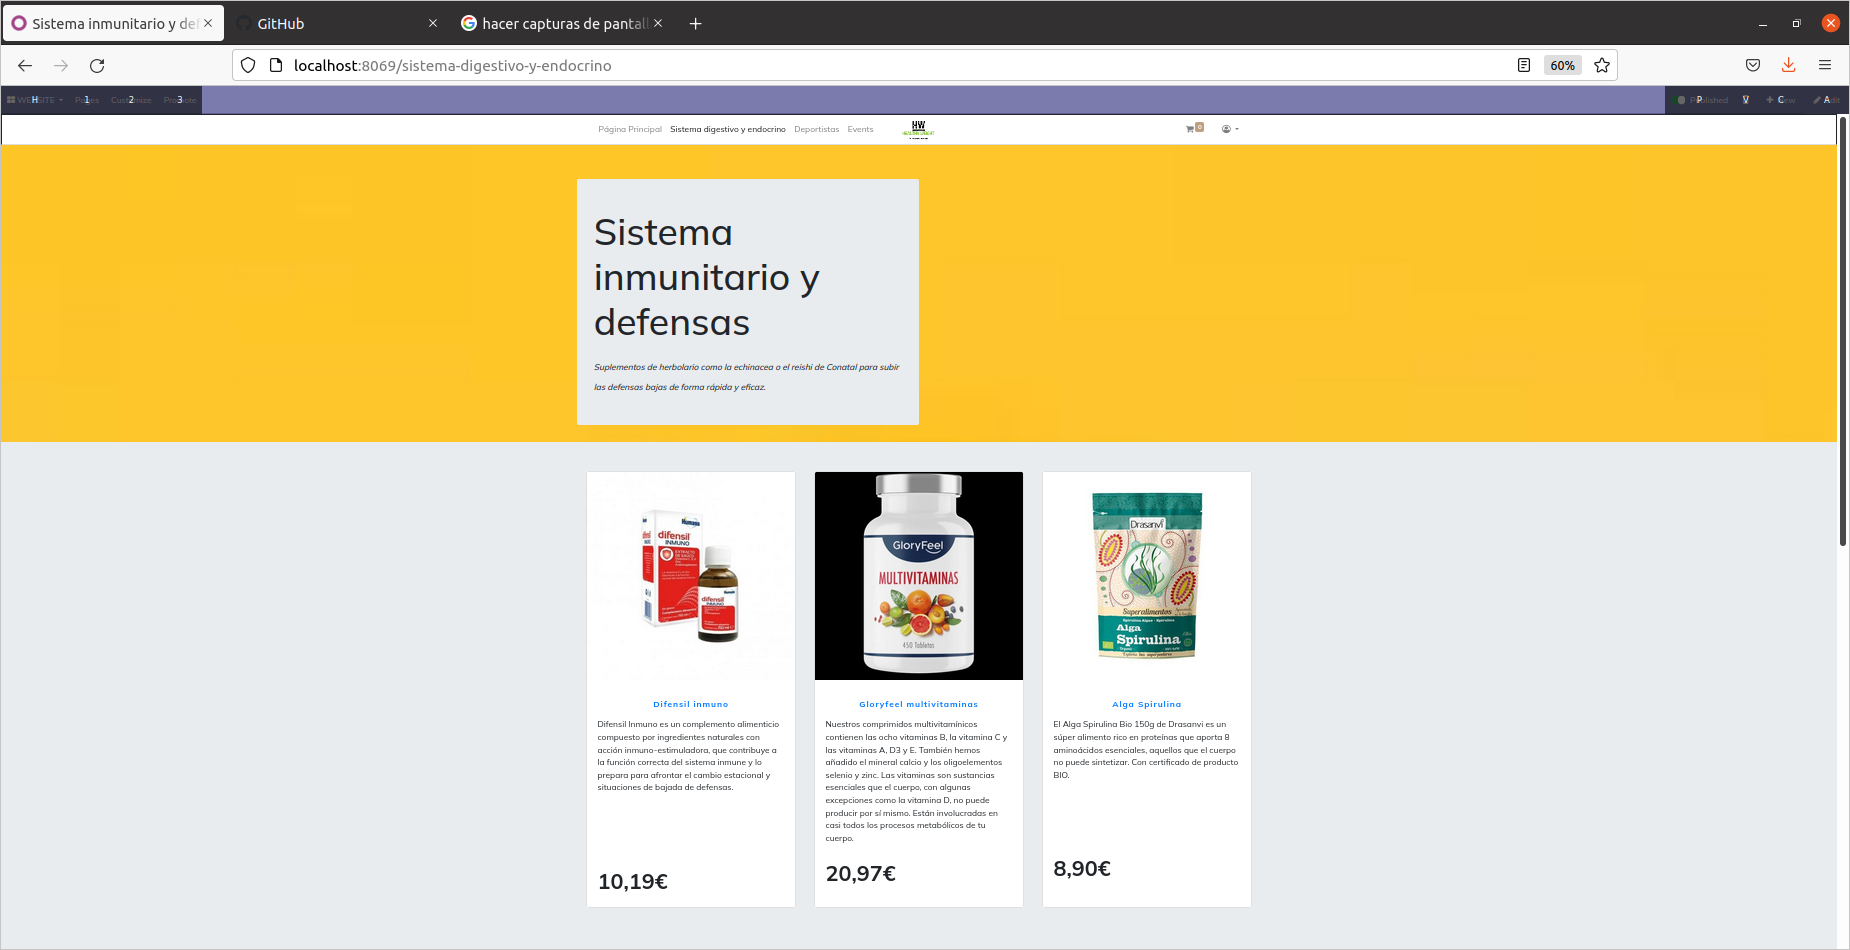 Sistema inmunitario y de
GitHub
hacer capturas de pantall
localhost:8069/sistema-digestivo-y-endocrino
60%
WEBSITE Pages Customize Promote
H 1 2 3
Published New Edit
P V C A
Página Principal Sistema digestivo y endocrino Deportistas Events
HW
0
Sistema
inmunitario y
defensas
Suplementos de herbolario como la echinacea o el reishi de Conatal para subir
las defensas bajas de forma rápida y eficaz.
Humana
difensil
INMUNO
difensil
INMUNO
GloryFeel
MULTIVITAMINAS
450 Tabletas
Drasanvi
Superalimentos
Alga
Spirulina
Difensil inmuno
Difensil Inmuno es un complemento alimenticio
compuesto por ingredientes naturales con
acción inmuno-estimuladora, que contribuye a
la función correcta del sistema inmune y lo
prepara para afrontar el cambio estacional y
situaciones de bajada de defensas.
10,19€
Gloryfeel multivitaminas
Nuestros comprimidos multivitamínicos
contienen las ocho vitaminas B, la vitamina C y
las vitaminas A, D3 y E. También hemos
añadido el mineral calcio y los oligoelementos
selenio y zinc. Las vitaminas son sustancias
esenciales que el cuerpo, con algunas
excepciones como la vitamina D, no puede
producir por sí mismo. Están involucradas en
casi todos los procesos metabólicos de tu
cuerpo.
20,97€
Alga Spirulina
El Alga Spirulina Bio 150g de Drasanvi es un
súper alimento rico en proteínas que aporta 8
aminoácidos esenciales, aquellos que el cuerpo
no puede sintetizar. Con certificado de producto
BIO.
8,90€